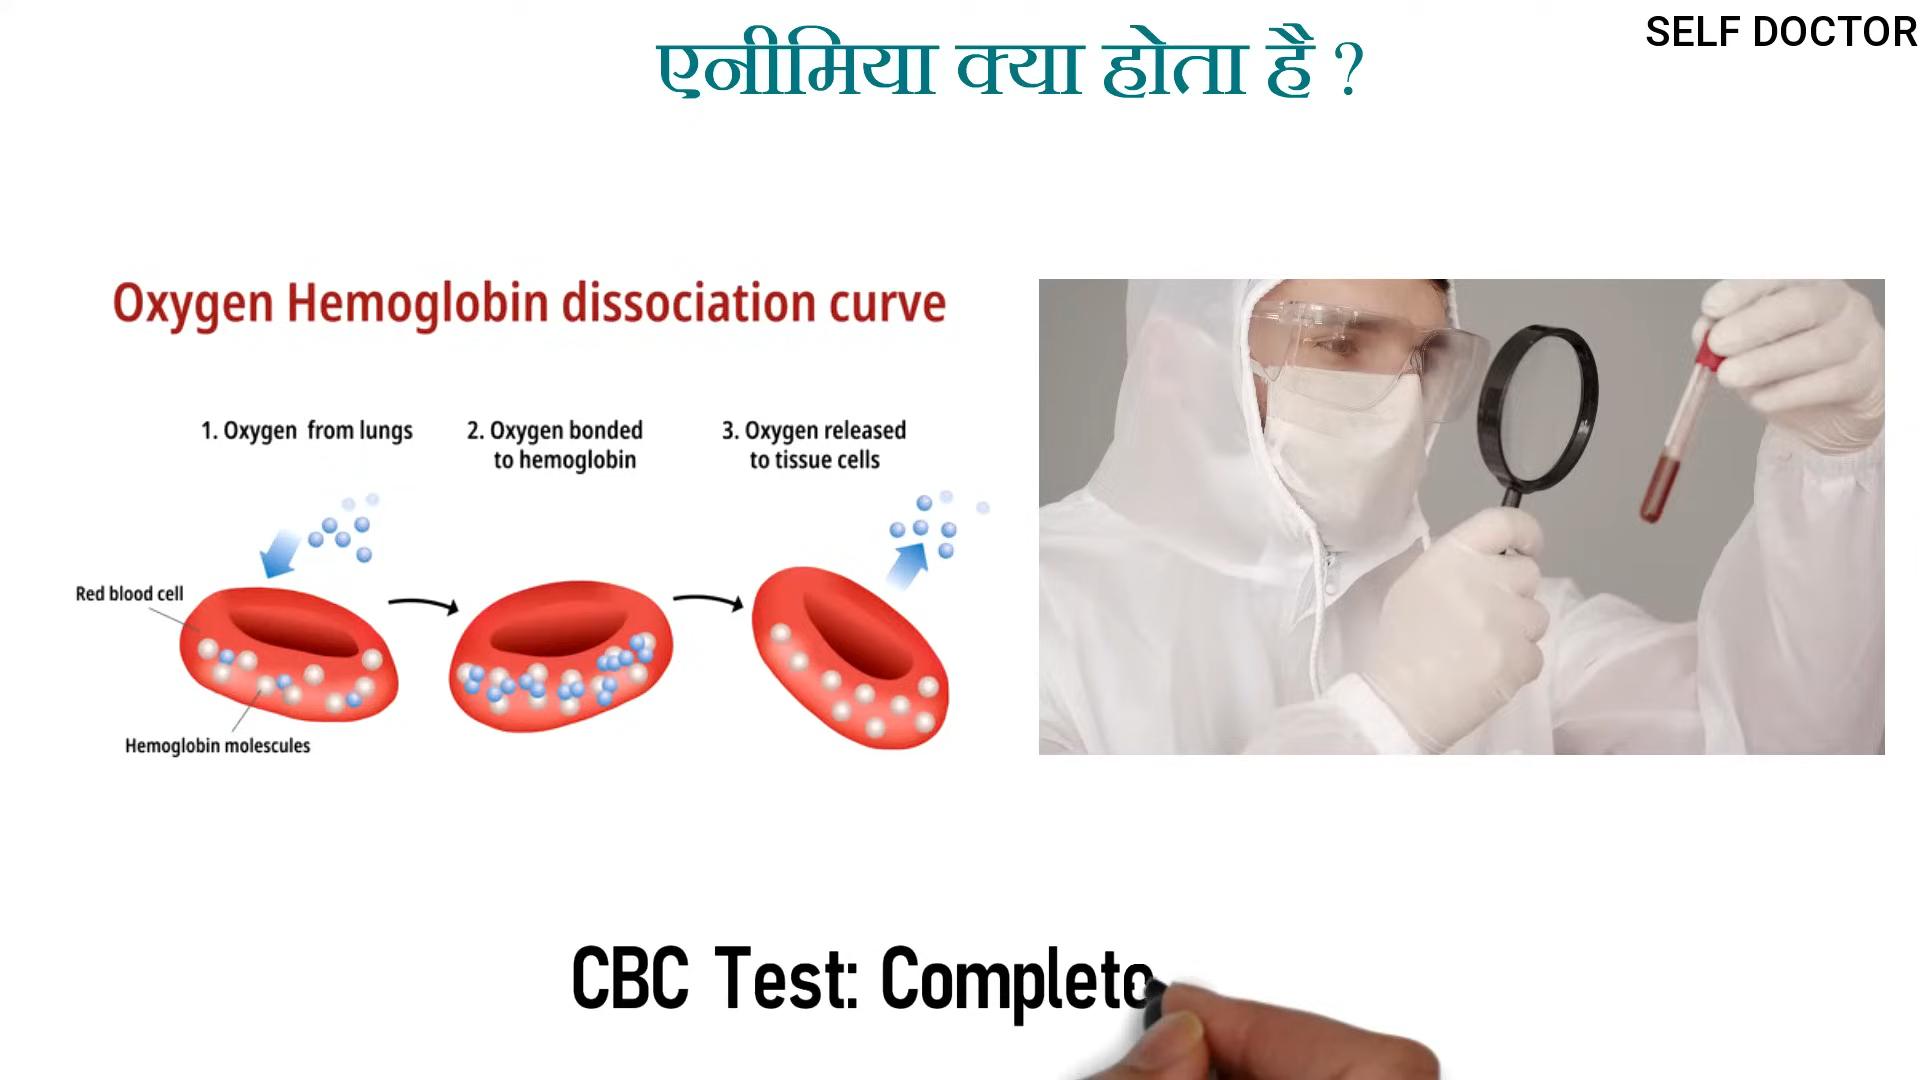 एनीमिया क्या होता है ?
SELF DOCTOR
Oxygen Hemoglobin dissociation curve
1. Oxygen from lungs
2. Oxygen bonded
to hemoglobin
3. Oxygen released
to tissue cells
Red blood cell
Hemoglobin molecules
CBC Test: Complete